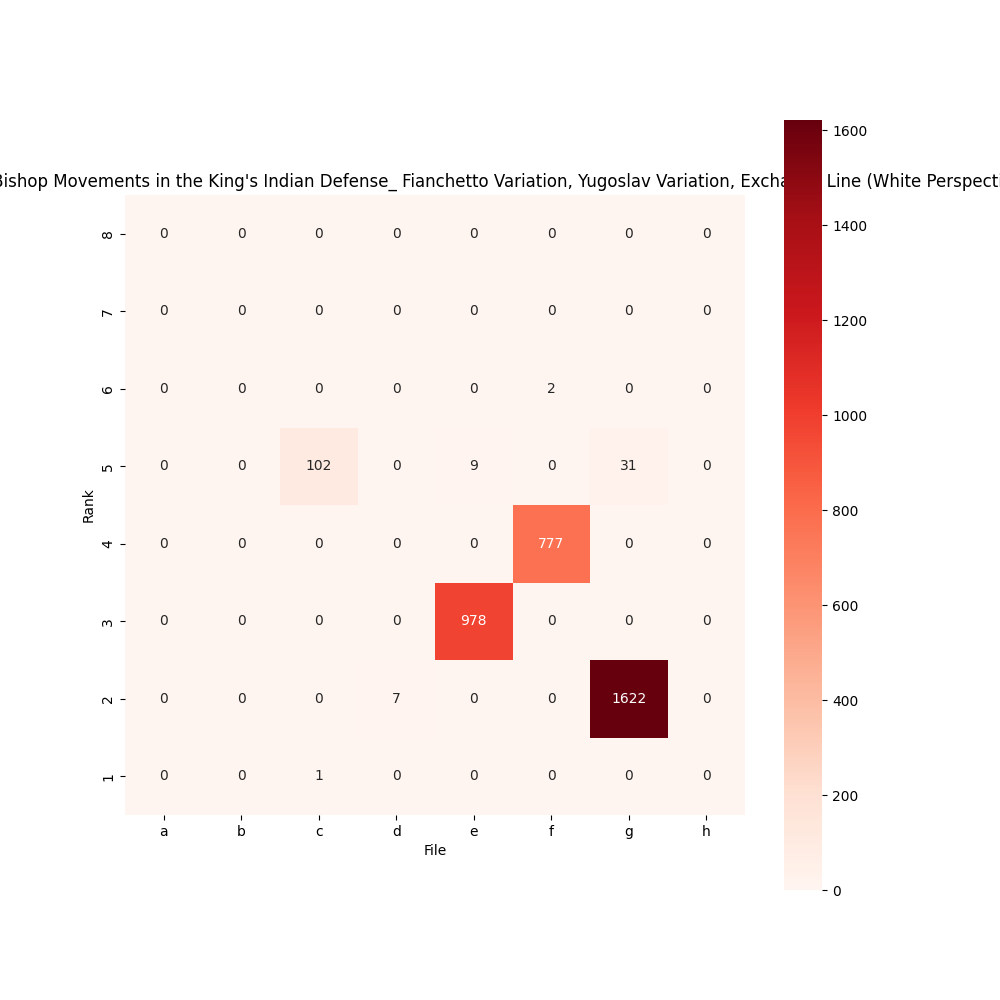 1600
Bishop Movements in the King's Indian Defense_ Fianchetto Variation, Yugoslav Variation, Excha Line (White Perspecti
1400
8 0 0 0 0 0 0 0 0
7 0 0 0 0 0 0 0 0
1200
6 0 0 0 0 0 2 0 0
1000
5 0 0 102 0 9 0 31 0
Rank
800
4 0 0 0 0 0 777 0 0
600
3 0 0 0 0 978 0 0 0
400
2 0 0 0 7 0 0 1622 0
1 0 0 1 0 0 0 0 0
200
a b c d e f g h
File
0